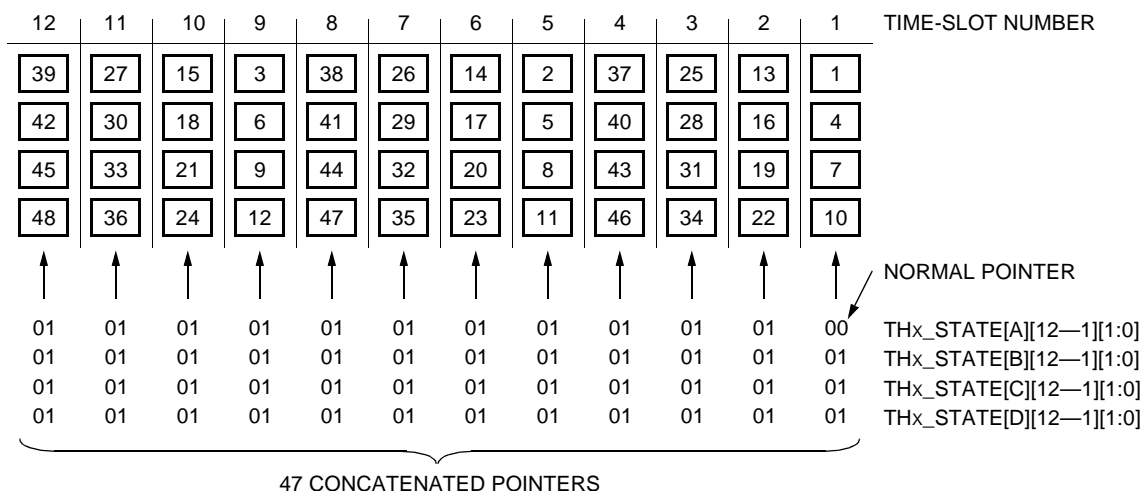 12 11 10 9 8 7 6 5 4 3 2 1 TIME-SLOT NUMBER
39 27 15 3 38 26 14 2 37 25 13 1
42 30 18 6 41 29 17 5 40 28 16 4
45 33 21 9 44 32 20 8 43 31 19 7
48 36 24 12 47 35 23 11 46 34 22 10
NORMAL POINTER
01 01 01 01 01 01 01 01 01 01 01 00 THX_STATE[A][12—1][1:0]
01 01 01 01 01 01 01 01 01 01 01 01 THX_STATE[B][12—1][1:0]
01 01 01 01 01 01 01 01 01 01 01 01 THX_STATE[C][12—1][1:0]
01 01 01 01 01 01 01 01 01 01 01 01 THX_STATE[D][12—1][1:0]
47 CONCATENATED POINTERS